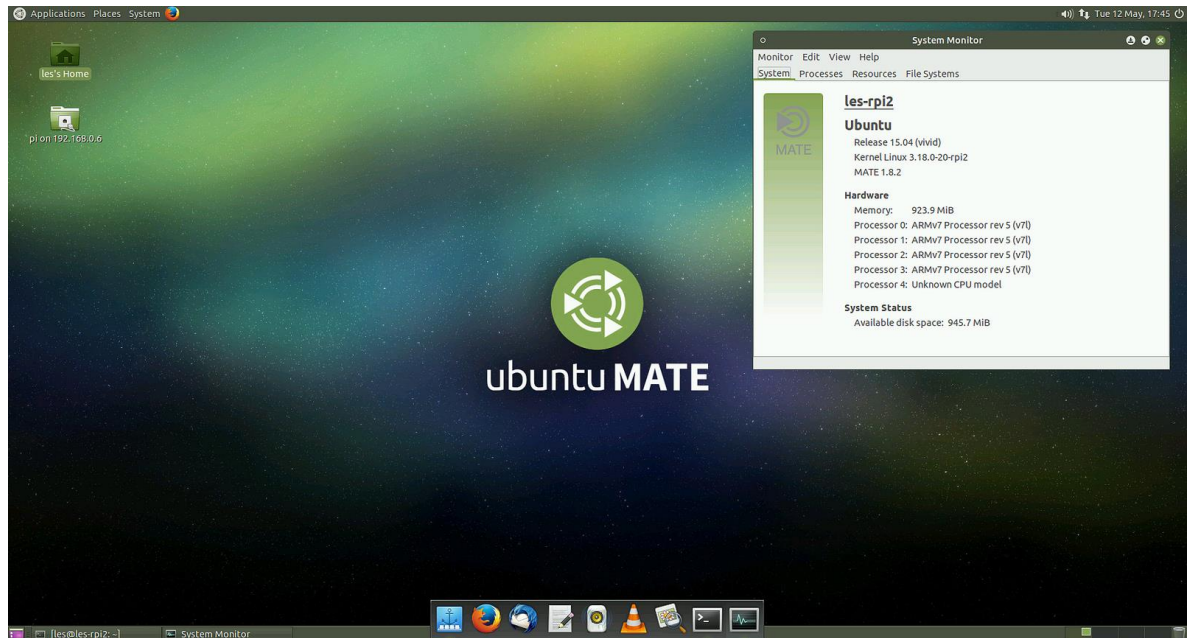 Applications Places System
Tue 12 May, 17:45
les's Home
pi on 192.168.0.6
System Monitor
Monitor Edit View Help
System Processes Resources File Systems
MATE
les-rpi2
Ubuntu
Release 15.04 (vivid)
Kernel Linux 3.18.0-20-rpi2
MATE 1.8.2
Hardware
Memory: 923.9 MiB
Processor 0: ARMv7 Processor rev 5 (v7l)
Processor 1: ARMv7 Processor rev 5 (v7l)
Processor 2: ARMv7 Processor rev 5 (v7l)
Processor 3: ARMv7 Processor rev 5 (v7l)
Processor 4: Unknown CPU model
System Status
Available disk space: 945.7 MiB
ubuntu MATE
[les@les-rpi2: ~] System Monitor